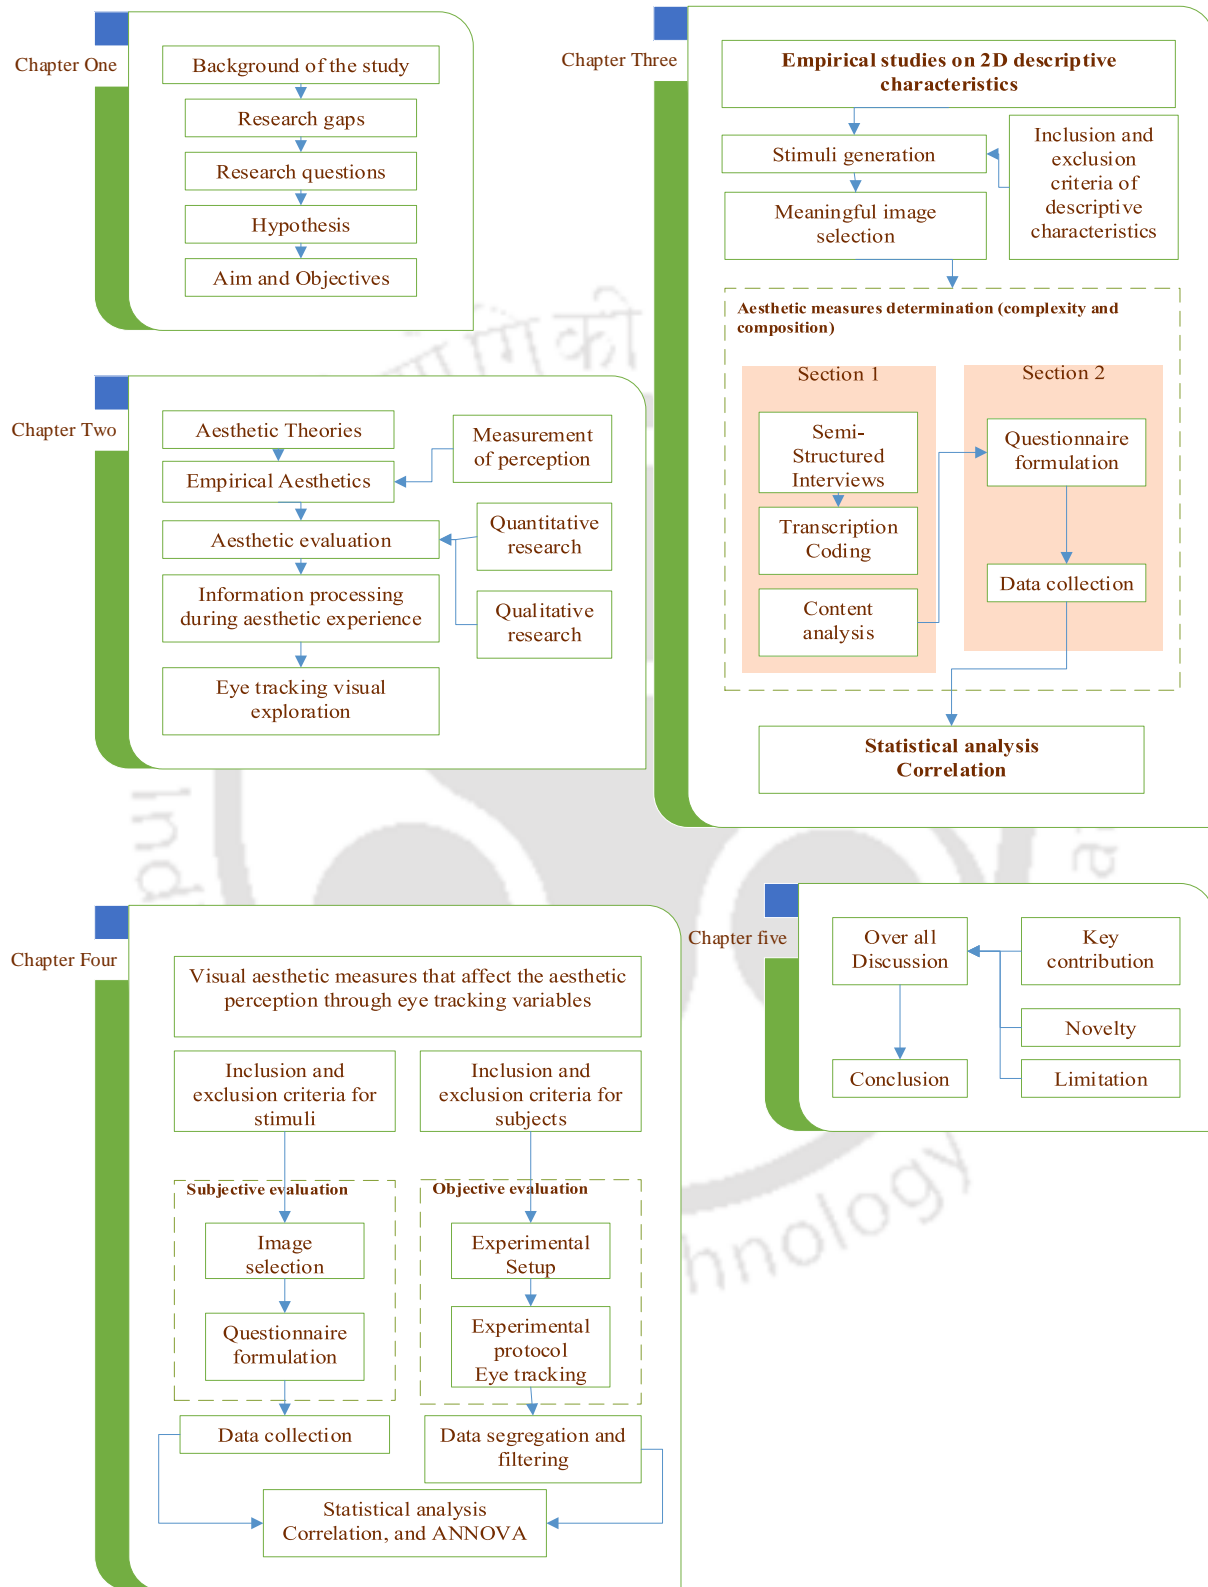 Chapter One
Background of the study
Research gaps
Research questions
Hypothesis
Aim and Objectives
Chapter Two
Aesthetic Theories
Measurement
of perception
Empirical Aesthetics
Quantitative
research
Aesthetic evaluation
Information processing
during aesthetic experience
Qualitative
research
Eye tracking visual
exploration
Chapter Three
Empirical studies on 2D descriptive
characteristics
Stimuli generation
Inclusion and
exclusion
criteria of
descriptive
characteristics
Meaningful image
selection
Aesthetic measures determination (complexity and
composition)
Section 1
Semi-
Structured
Interviews
Transcription
Coding
Content
analysis
Section 2
Questionnaire
formulation
Data collection
Statistical analysis
Correlation
Chapter Four
Visual aesthetic measures that affect the aesthetic
perception through eye tracking variables
Inclusion and
exclusion criteria for
stimuli
Inclusion and
exclusion criteria for
subjects
Subjective evaluation
Image
selection
Questionnaire
formulation
Data collection
Objective evaluation
Experimental
Setup
Experimental
protocol
Eye tracking
Data segregation and
filtering
Statistical analysis
Correlation, and ANNOVA
Chapter five
Over all
Discussion
Key
contribution
Novelty
Conclusion
Limitation
hnology